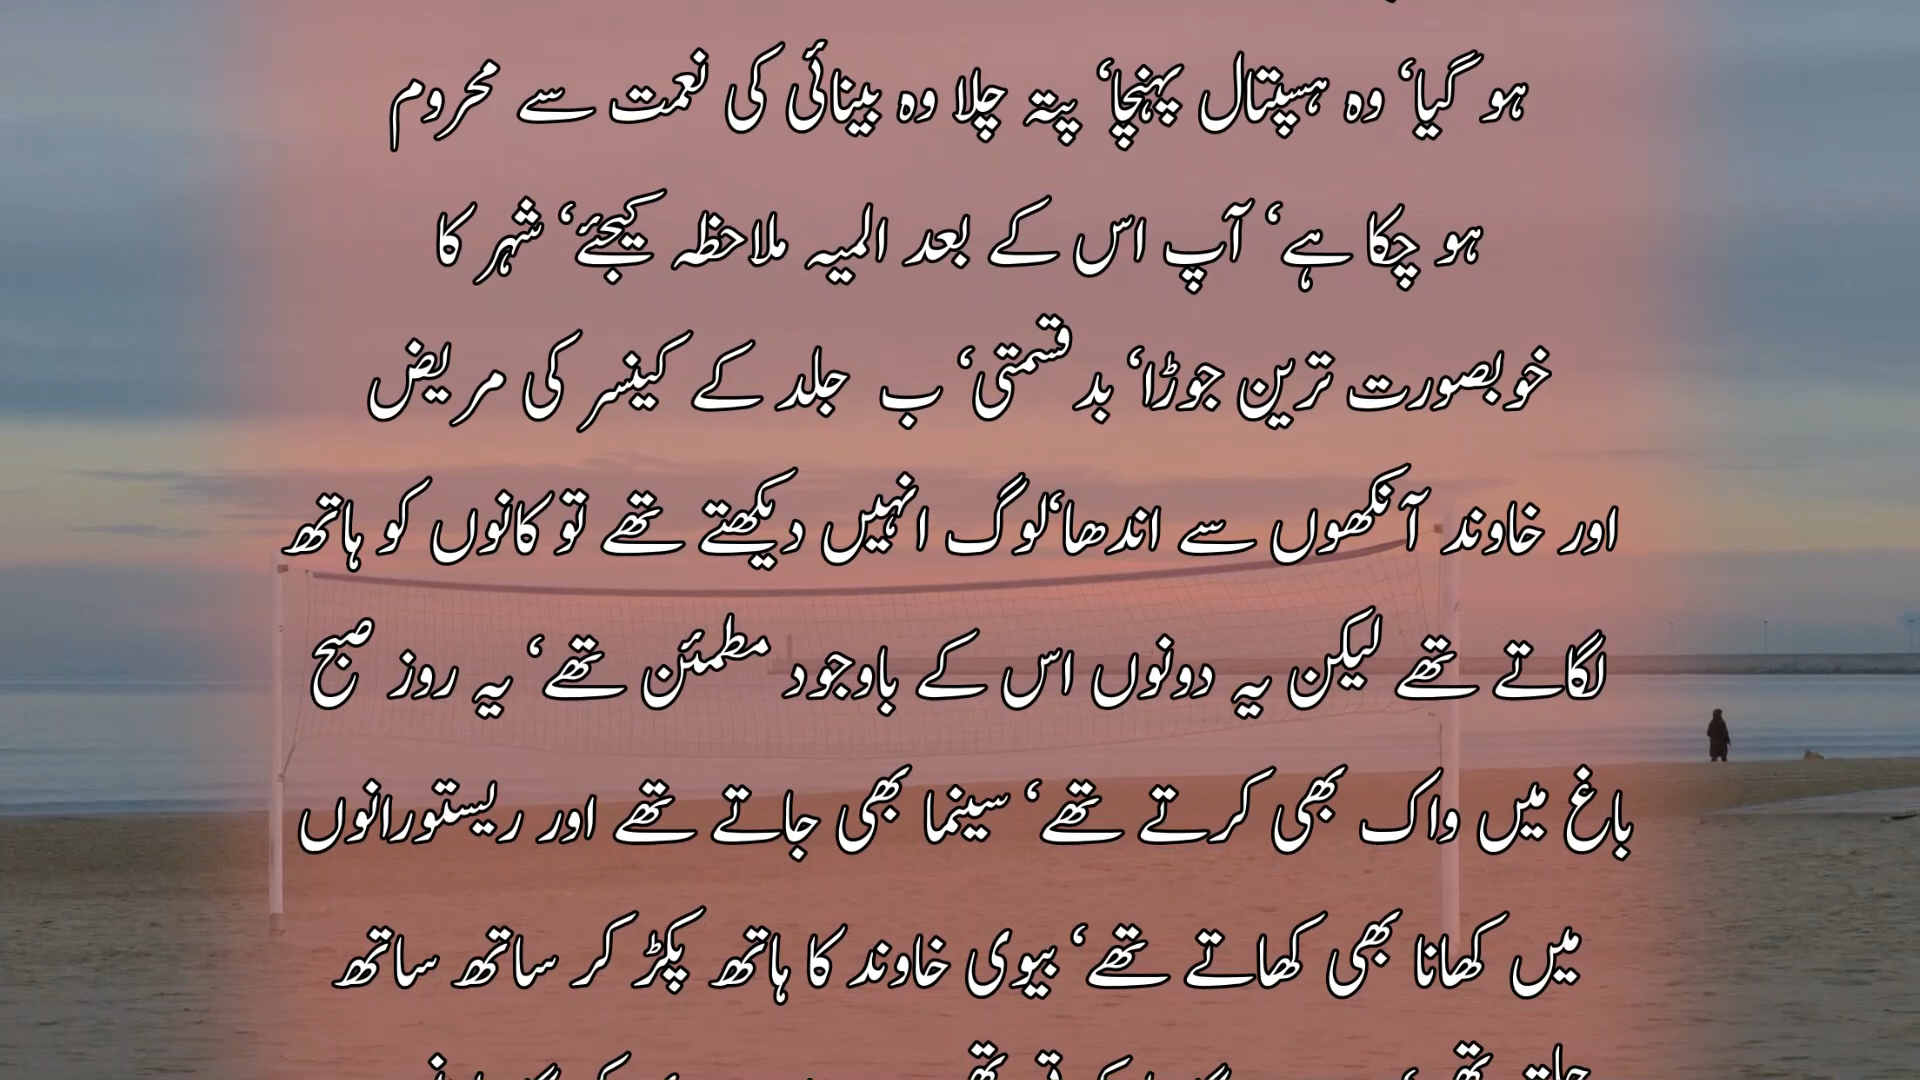 ہو گیا‘ وہ ہسپتال پہنچا‘ پتہ چلا وہ بینائی کی نعمت سے محروم
ہو چکا ہے‘ آپ اس کے بعد المیہ ملاحظہ کیجئے‘ شہر کا
خوبصورت ترین جوڑا‘ بدقسمتی‘ ب جلد کے کینسر کی مریض
اور خاوند آنکھوں سے اندھا‘لوگ انہیں دیکھتے تھے تو کانوں کو ہاتھ
لگاتے تھے لیکن یہ دونوں اس کے باوجود مطمئن تھے‘ یہ روز صبح
باغ میں واک بھی کرتے تھے‘ سینما بھی جاتے تھے اور ریستورانوں
میں کھانا بھی کھاتے تھے‘ بیوی خاوند کا ہاتھ پکڑ کر ساتھ ساتھ